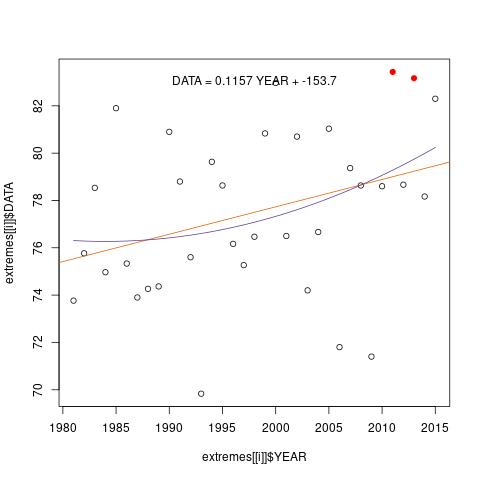 DATA = 0.1157 YEAR + -153.7
82
80
78
76
74
72
70
extremes[[i]]$DATA
1980 1985 1990 1995 2000 2005 2010 2015
extremes[[i]]$YEAR